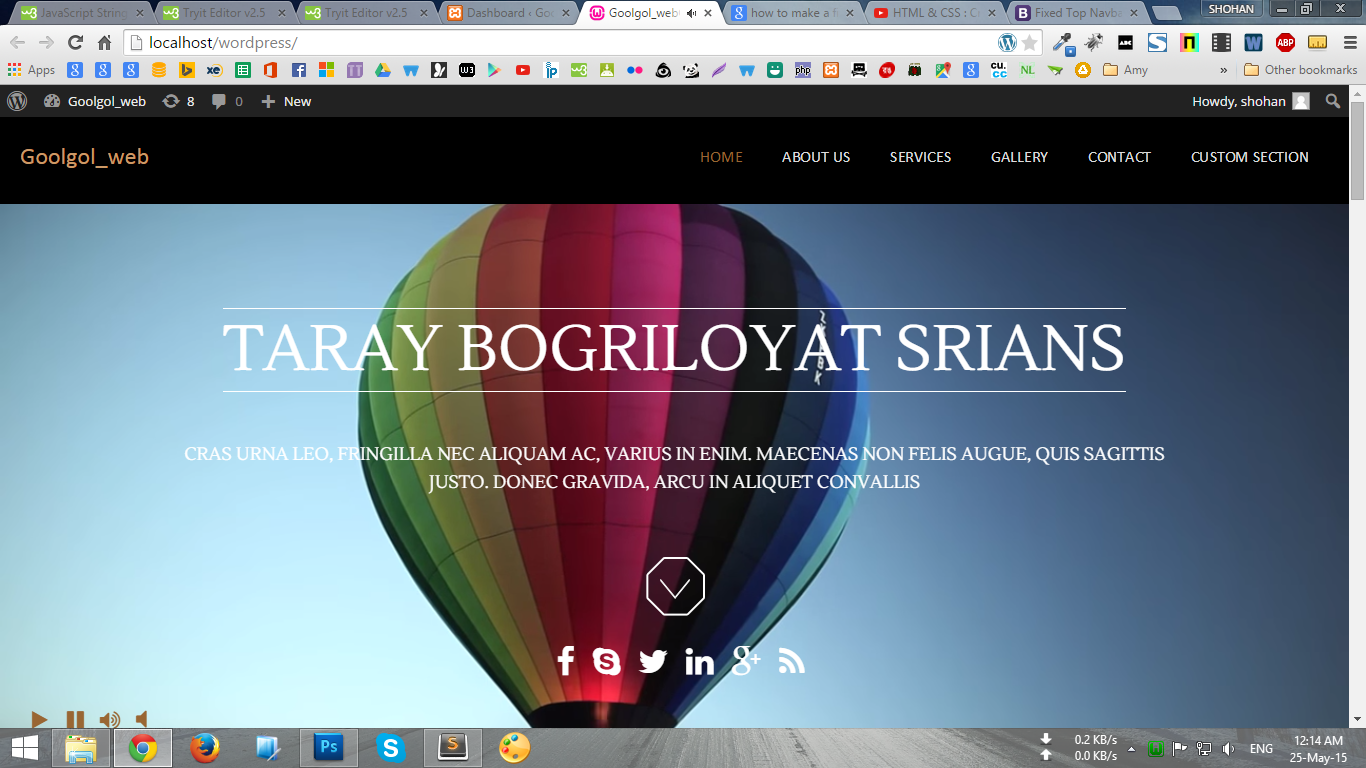 JavaScript String
Tryit Editor v2.5
Tryit Editor v2.5
Dashboard ‹ Goo
Goolgol_web
how to make a f
HTML & CSS : C
Fixed Top Navba
SHOHAN
localhost/wordpress/
Apps
Amy
»
Other bookmarks
Goolgol_web
8
0
New
Howdy, shohan
Goolgol_web
HOME
ABOUT US
SERVICES
GALLERY
CONTACT
CUSTOM SECTION
TARAY BOGRILOYAT SRIANS
CRAS URNA LEO, FRINGILLA NEC ALIQUAM AC, VARIUS IN ENIM. MAECENAS NON FELIS AUGUE, QUIS SAGITTIS
JUSTO. DONEC GRAVIDA, ARCU IN ALIQUET CONVALLIS
0.2 KB/s
0.0 KB/s
ENG
12:14 AM
25-May-15